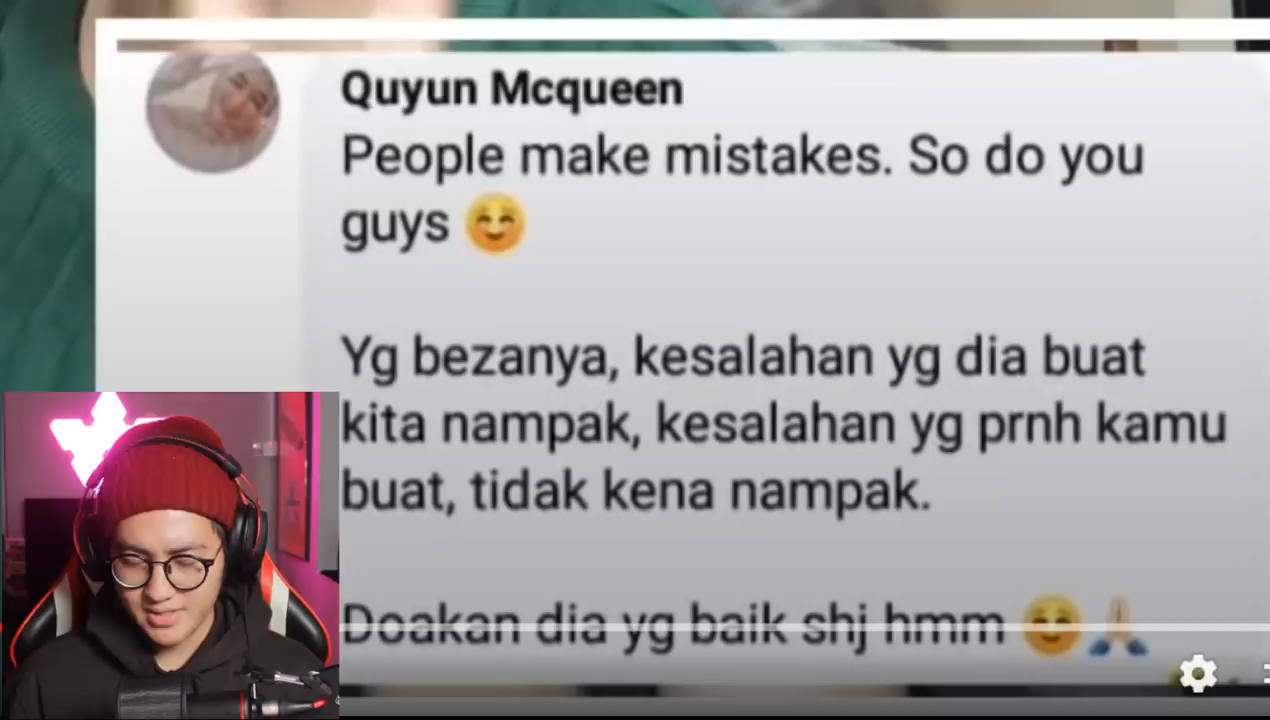 Quyun Mcqueen
People make mistakes. So do you
guys 😊
Yg bezanya, kesalahan yg dia buat
kita nampak, kesalahan yg prnh kamu
buat, tidak kena nampak.
Doakan dia yg baik shj hmm 😊🙏